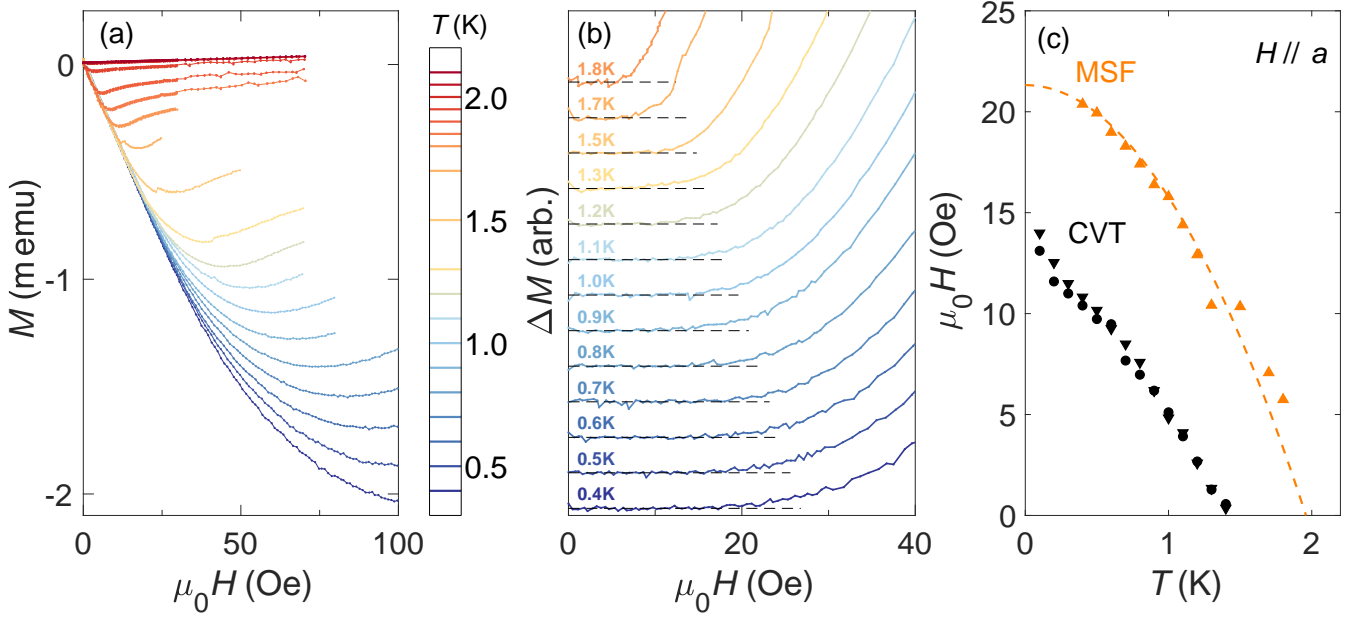 (a)
T (K)
(b)
(c)
H // a
0
-1
-2
M (memu)
0
50
100
μ0H (Oe)
2.0
1.5
1.0
0.5
ΔM (arb.)
1.8K
1.7K
1.5K
1.3K
1.2K
1.1K
1.0K
0.9K
0.8K
0.7K
0.6K
0.5K
0.4K
0
20
40
μ0H (Oe)
MSF
CVT
25
20
15
10
5
0
μ0H (Oe)
0
1
2
T (K)